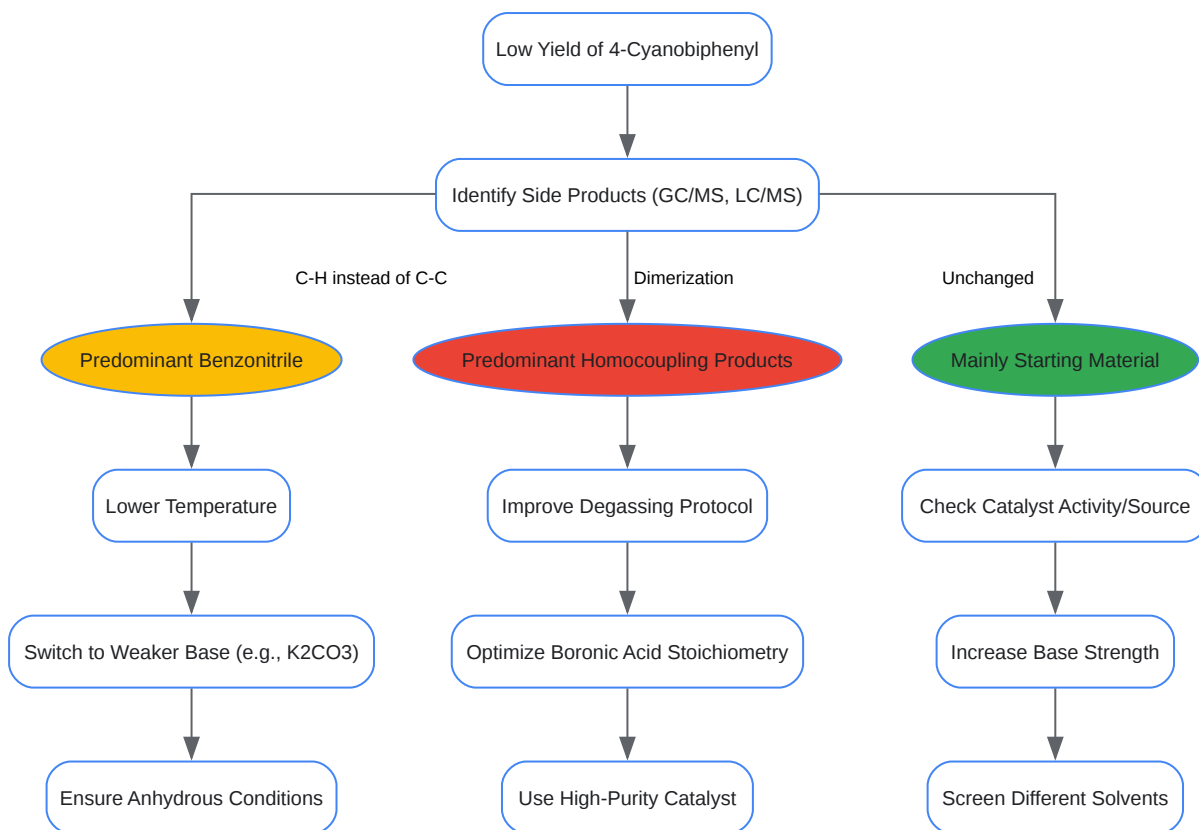 Low Yield of 4-Cyanobiphenyl
Identify Side Products (GC/MS, LC/MS)
C-H instead of C-C
Dimerization
Unchanged
Predominant Benzonitrile
Predominant Homocoupling Products
Mainly Starting Material
Lower Temperature
Improve Degassing Protocol
Check Catalyst Activity/Source
Switch to Weaker Base (e.g., K2CO3)
Optimize Boronic Acid Stoichiometry
Increase Base Strength
Ensure Anhydrous Conditions
Use High-Purity Catalyst
Screen Different Solvents